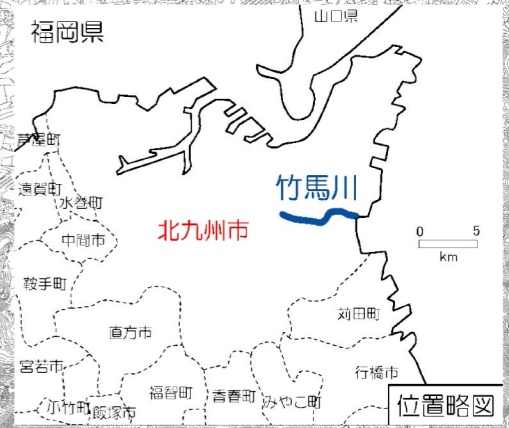 福岡県
山口県
芦屋町
遠賀町
水巻町
竹馬川
中間市
北九州市
0 5
km
鞍手町
苅田町
直方市
宮若市
行橋市
福智町
香春町
みやこ町
小竹町
飯塚市
位置略図